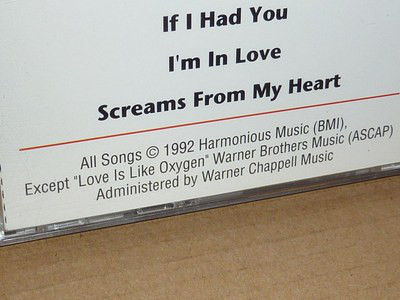 If I Had You
I'm In Love
Screams From My Heart
All Songs © 1992 Harmonious Music (BMI),
Except "Love Is Like Oxygen" Warner Brothers Music (ASCAP)
Administered by Warner Chappell Music